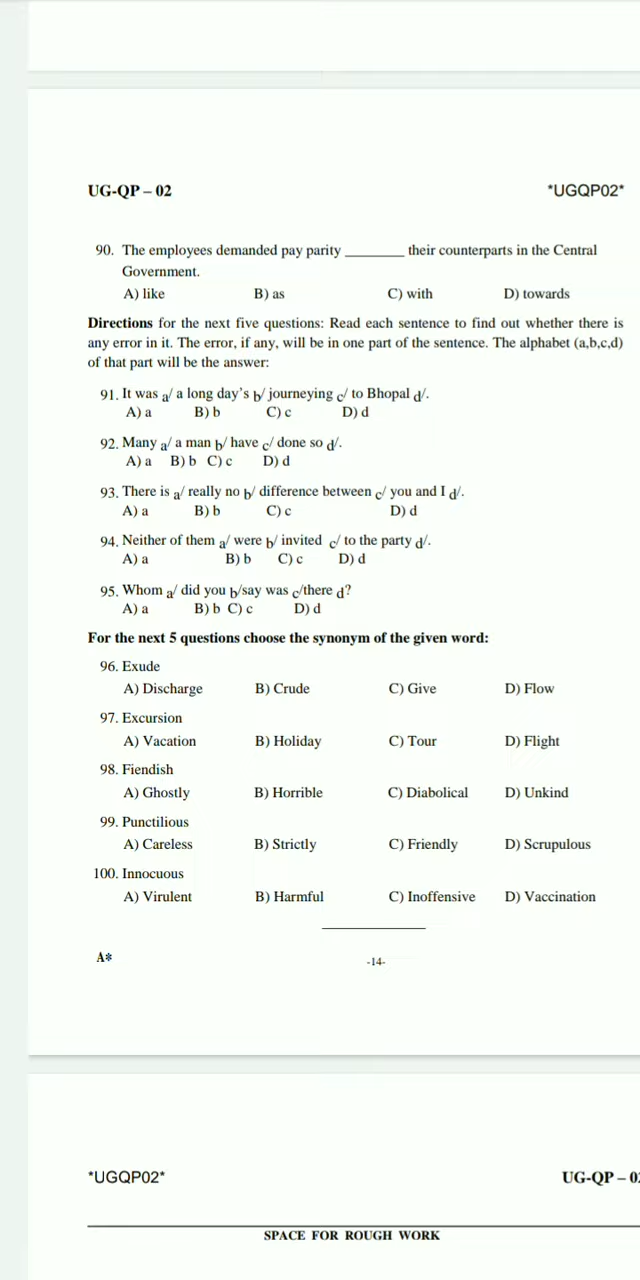 UG-QP – 02 *UGQP02*
90. The employees demanded pay parity ________ their counterparts in the Central
Government.
A) like B) as C) with D) towards
Directions for the next five questions: Read each sentence to find out whether there is
any error in it. The error, if any, will be in one part of the sentence. The alphabet (a,b,c,d)
of that part will be the answer:
91. It was a/ a long day's b/ journeying c/ to Bhopal d/.
A) a B) b C) c D) d
92. Many a/ a man b/ have c/ done so d/.
A) a B) b C) c D) d
93. There is a/ really no b/ difference between c/ you and I d/.
A) a B) b C) c D) d
94. Neither of them a/ were b/ invited c/ to the party d/.
A) a B) b C) c D) d
95. Whom a/ did you b/say was c/there d?
A) a B) b C) c D) d
For the next 5 questions choose the synonym of the given word:
96. Exude
A) Discharge B) Crude C) Give D) Flow
97. Excursion
A) Vacation B) Holiday C) Tour D) Flight
98. Fiendish
A) Ghostly B) Horrible C) Diabolical D) Unkind
99. Punctilious
A) Careless B) Strictly C) Friendly D) Scrupulous
100. Innocuous
A) Virulent B) Harmful C) Inoffensive D) Vaccination
A* -14-
*UGQP02* UG-QP – 02
SPACE FOR ROUGH WORK